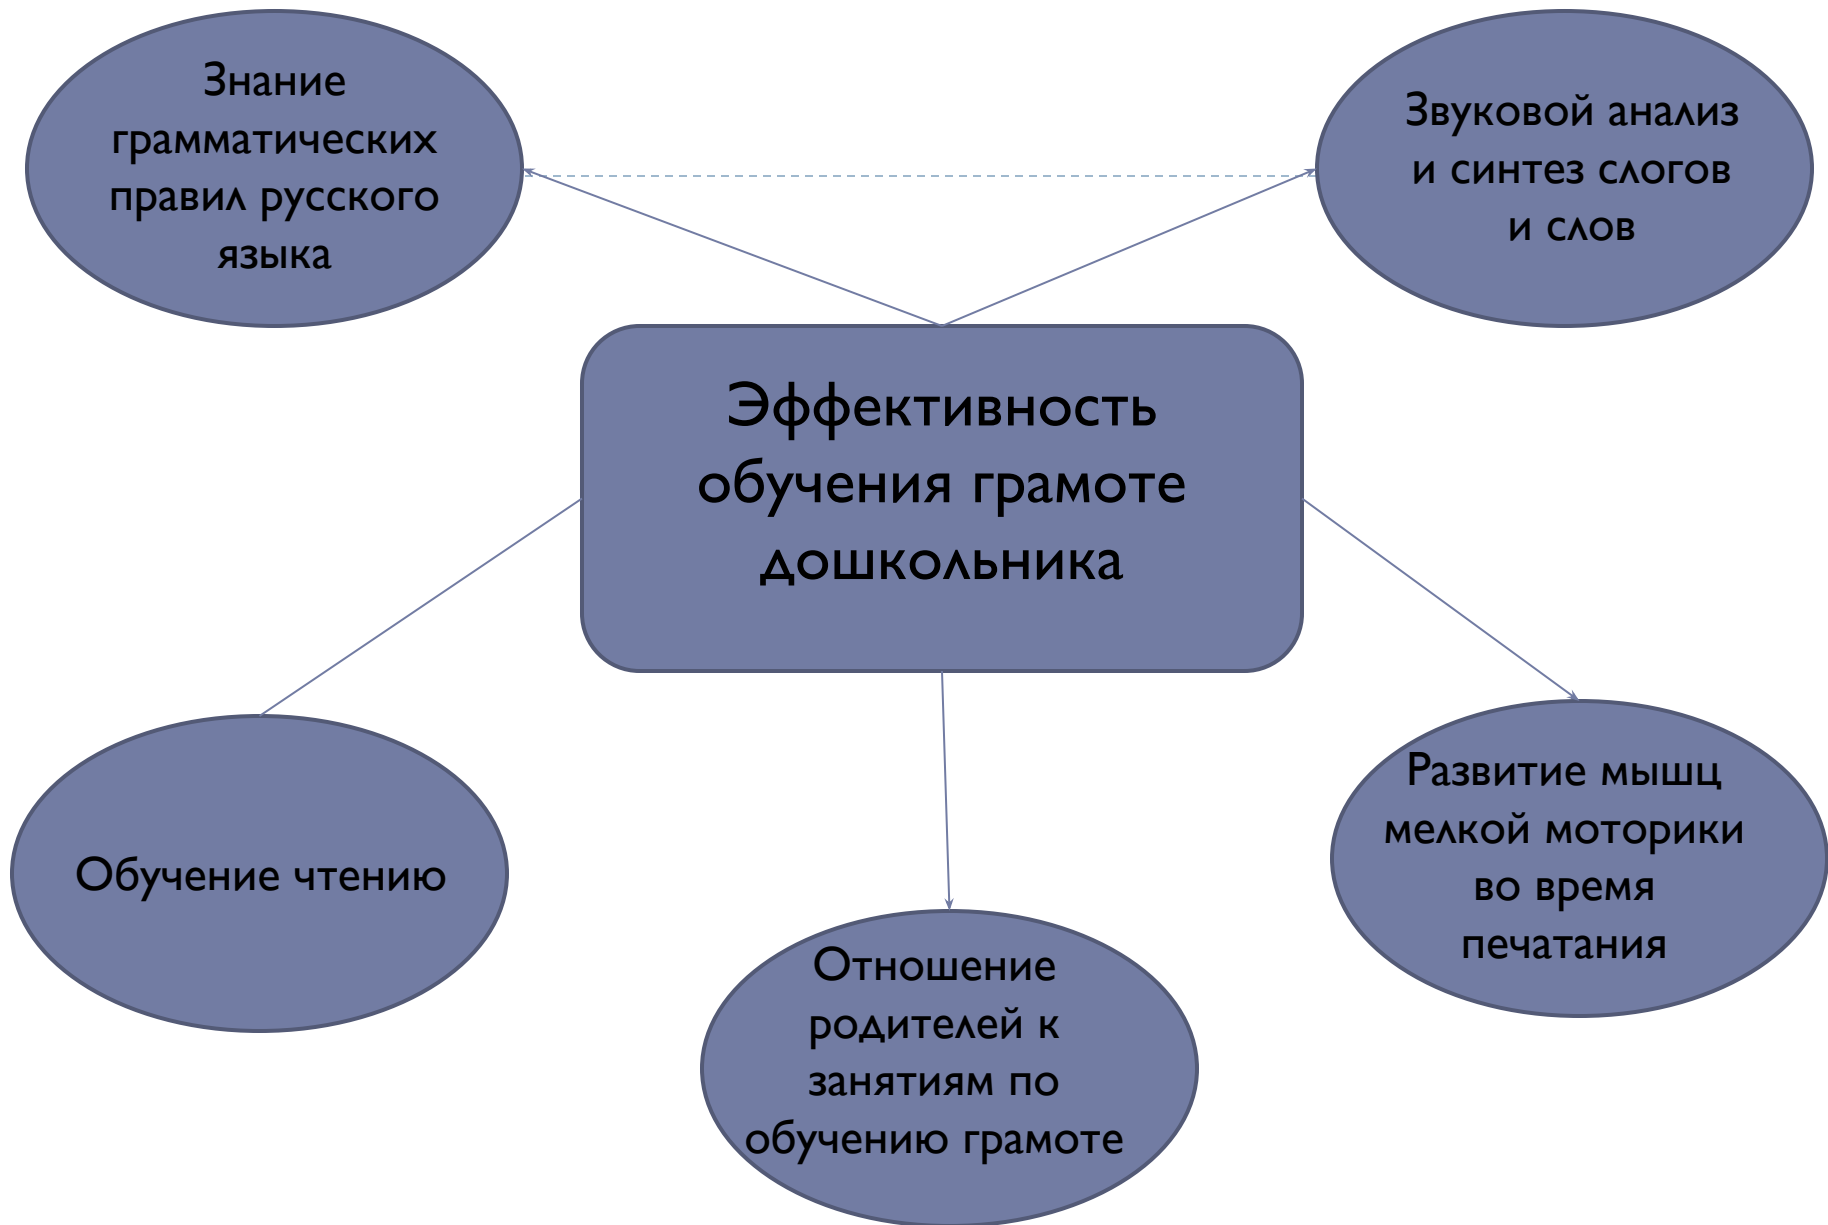 Знание
грамматических
правил русского
языка
Звуковой анализ
и синтез слогов
и слов
Эффективность
обучения грамоте
дошкольника
Обучение чтению
Развитие мышц
мелкой моторики
во время
печатания
Отношение
родителей к
занятиям по
обучению грамоте